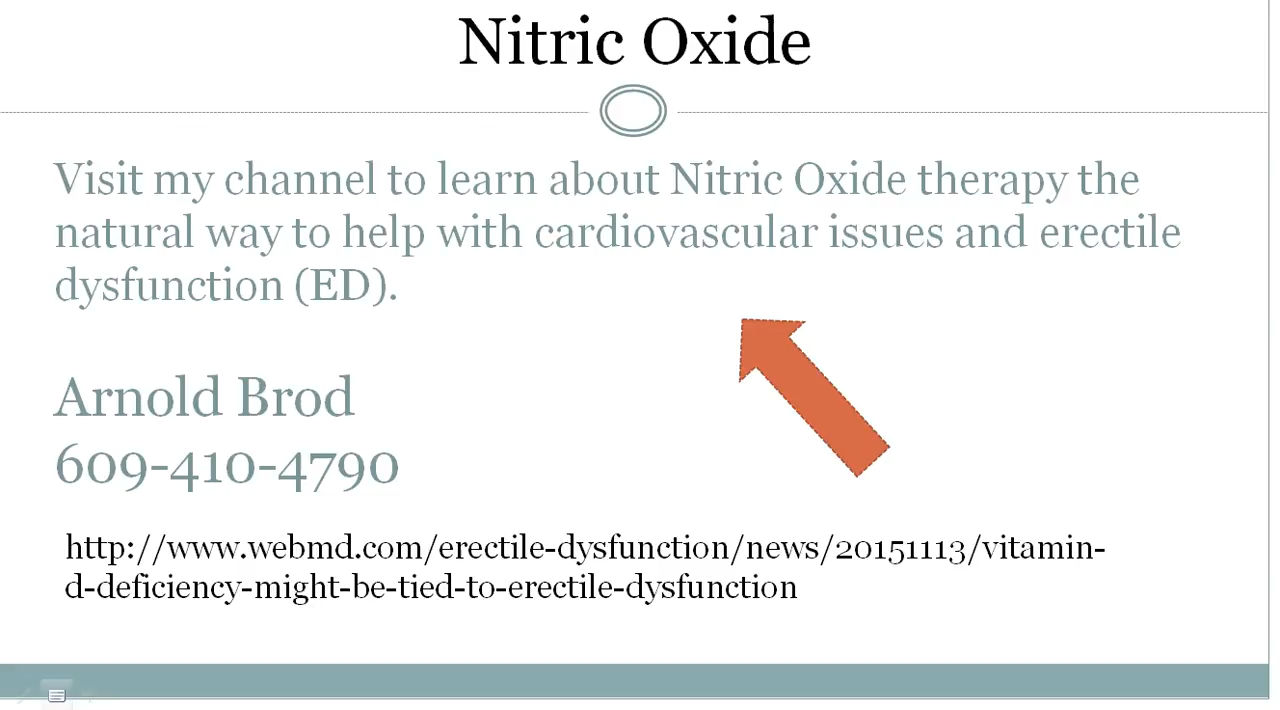 Nitric Oxide
Visit my channel to learn about Nitric Oxide therapy the
natural way to help with cardiovascular issues and erectile
dysfunction (ED).
Arnold Brod
609-410-4790
http://www.webmd.com/erectile-dysfunction/news/20151113/vitamin-
d-deficiency-might-be-tied-to-erectile-dysfunction